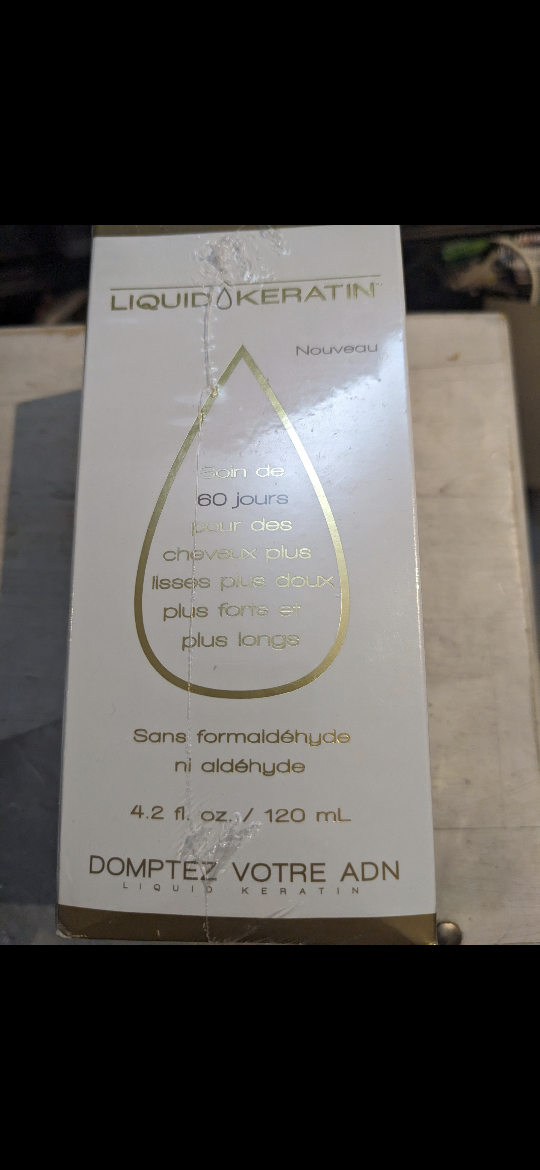 LIQUID KERATIN™
Nouveau
Soin de
60 jours
pour des
cheveux plus
lisses plus doux
plus forts et
plus longs
Sans formaldéhyde
ni aldéhyde
4.2 fl. oz. / 120 mL
DOMPTEZ VOTRE ADN
LIQUID KERATIN